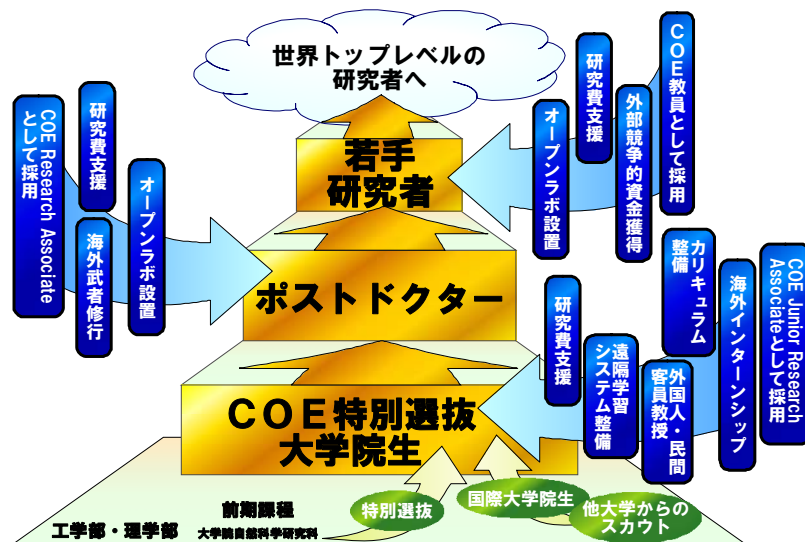 世界トップレベルの
研究者へ
若手
研究者
ポストドクター
COE特別選抜
大学院生
COE Research Associate
として採用
研究費支援
海外武者修行
オープンラボ設置
オープンラボ設置
研究費支援
外部競争的資金獲得
COE教員として採用
研究費支援
遠隔学習
システム整備
外国人・民間
客員教授
カリキュラム
整備
海外インターンシップ
COE Junior Research
Associateとして採用
工学部・理学部
前期課程
大学院自然科学研究科
特別選抜
国際大学院生
他大学からの
スカウト